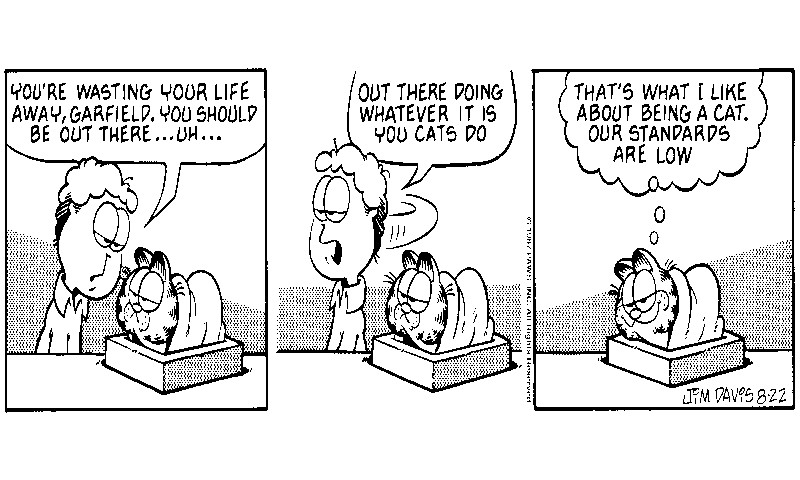 YOU'RE WASTING YOUR LIFE
AWAY, GARFIELD. YOU SHOULD
BE OUT THERE...UH...
OUT THERE DOING
WHATEVER IT IS
YOU CATS DO
THAT'S WHAT I LIKE
ABOUT BEING A CAT.
OUR STANDARDS
ARE LOW
JIM DAVIS 8-22